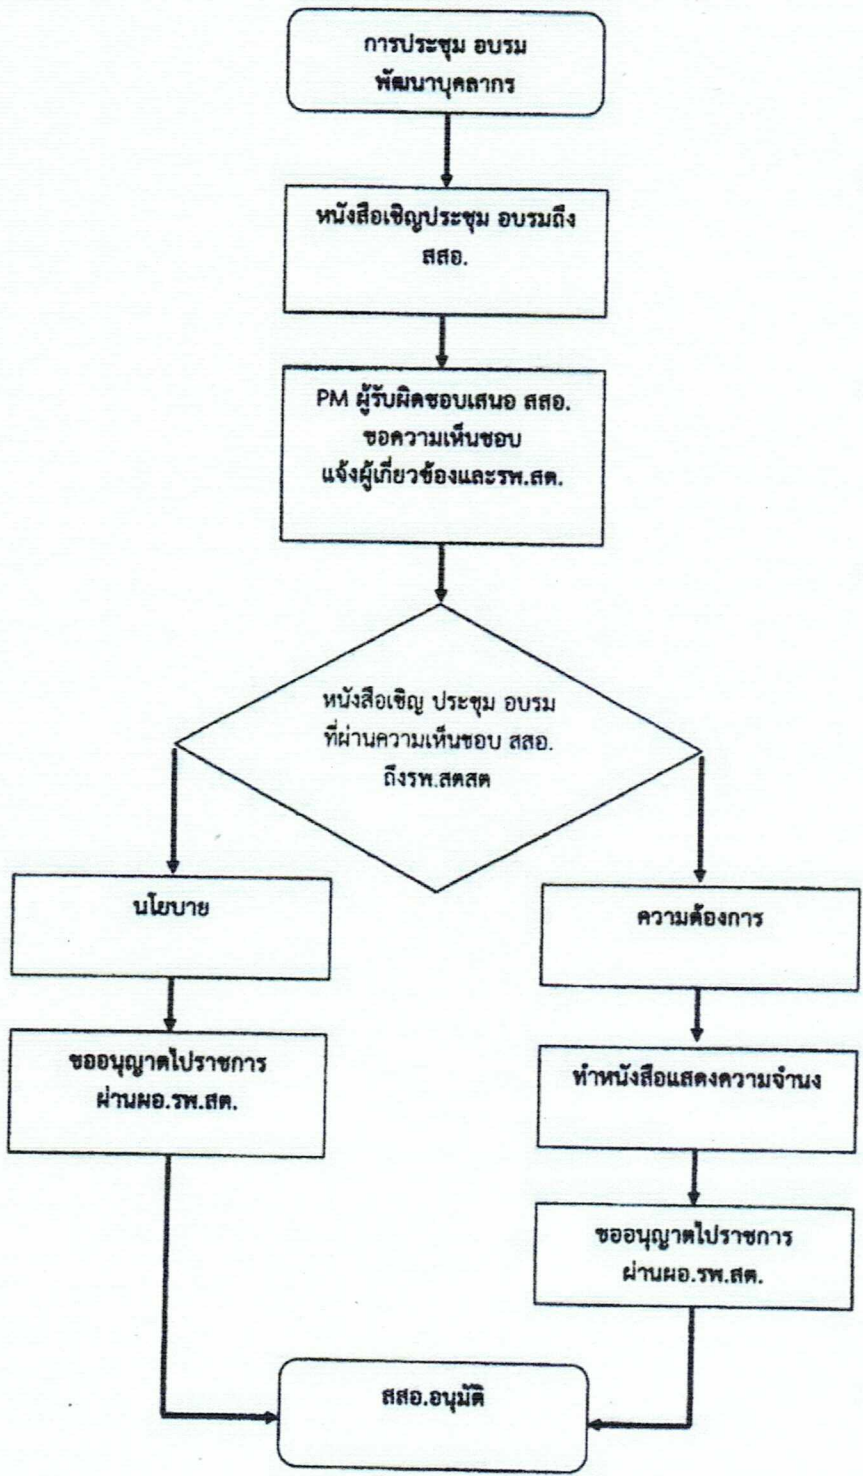 การประชุม อบรม
พัฒนาบุคลากร
หนังสือเชิญประชุม อบรมถึง
สสอ.
PM ผู้รับผิดชอบเสนอ สสอ.
ขอความเห็นชอบ
แจ้งผู้เกี่ยวข้องและรพ.สต.
หนังสือเชิญ ประชุม อบรม
ที่ผ่านความเห็นชอบ สสอ.
ถึงรพ.สตสต
นโยบาย
ขออนุญาตไปราชการ
ผ่านผอ.รพ.สต.
ความต้องการ
ทำหนังสือแสดงความจำนง
ขออนุญาตไปราชการ
ผ่านผอ.รพ.สต.
สสอ.อนุมัติ